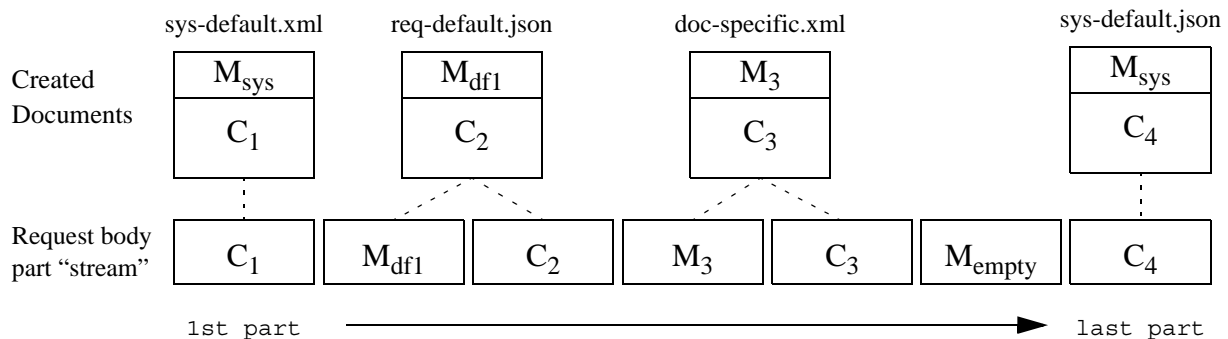 sys-default.xml req-default.json doc-specific.xml sys-default.json
Created Documents
Msys Mdf1 M3 Msys
C1 C2 C3 C4
Request body part “stream”
C1 Mdf1 C2 M3 C3 Mempty C4
1st part last part